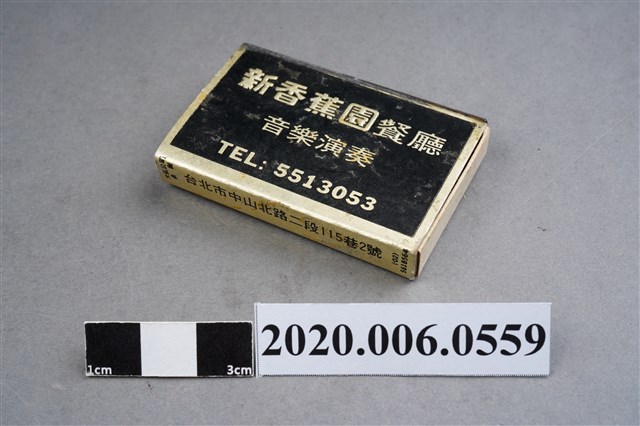 新香蕉園餐廳
音樂演奏
TEL: 5513053
台北市中山北路二段115巷2號
(02)
1cm
3cm
2020.006.0559